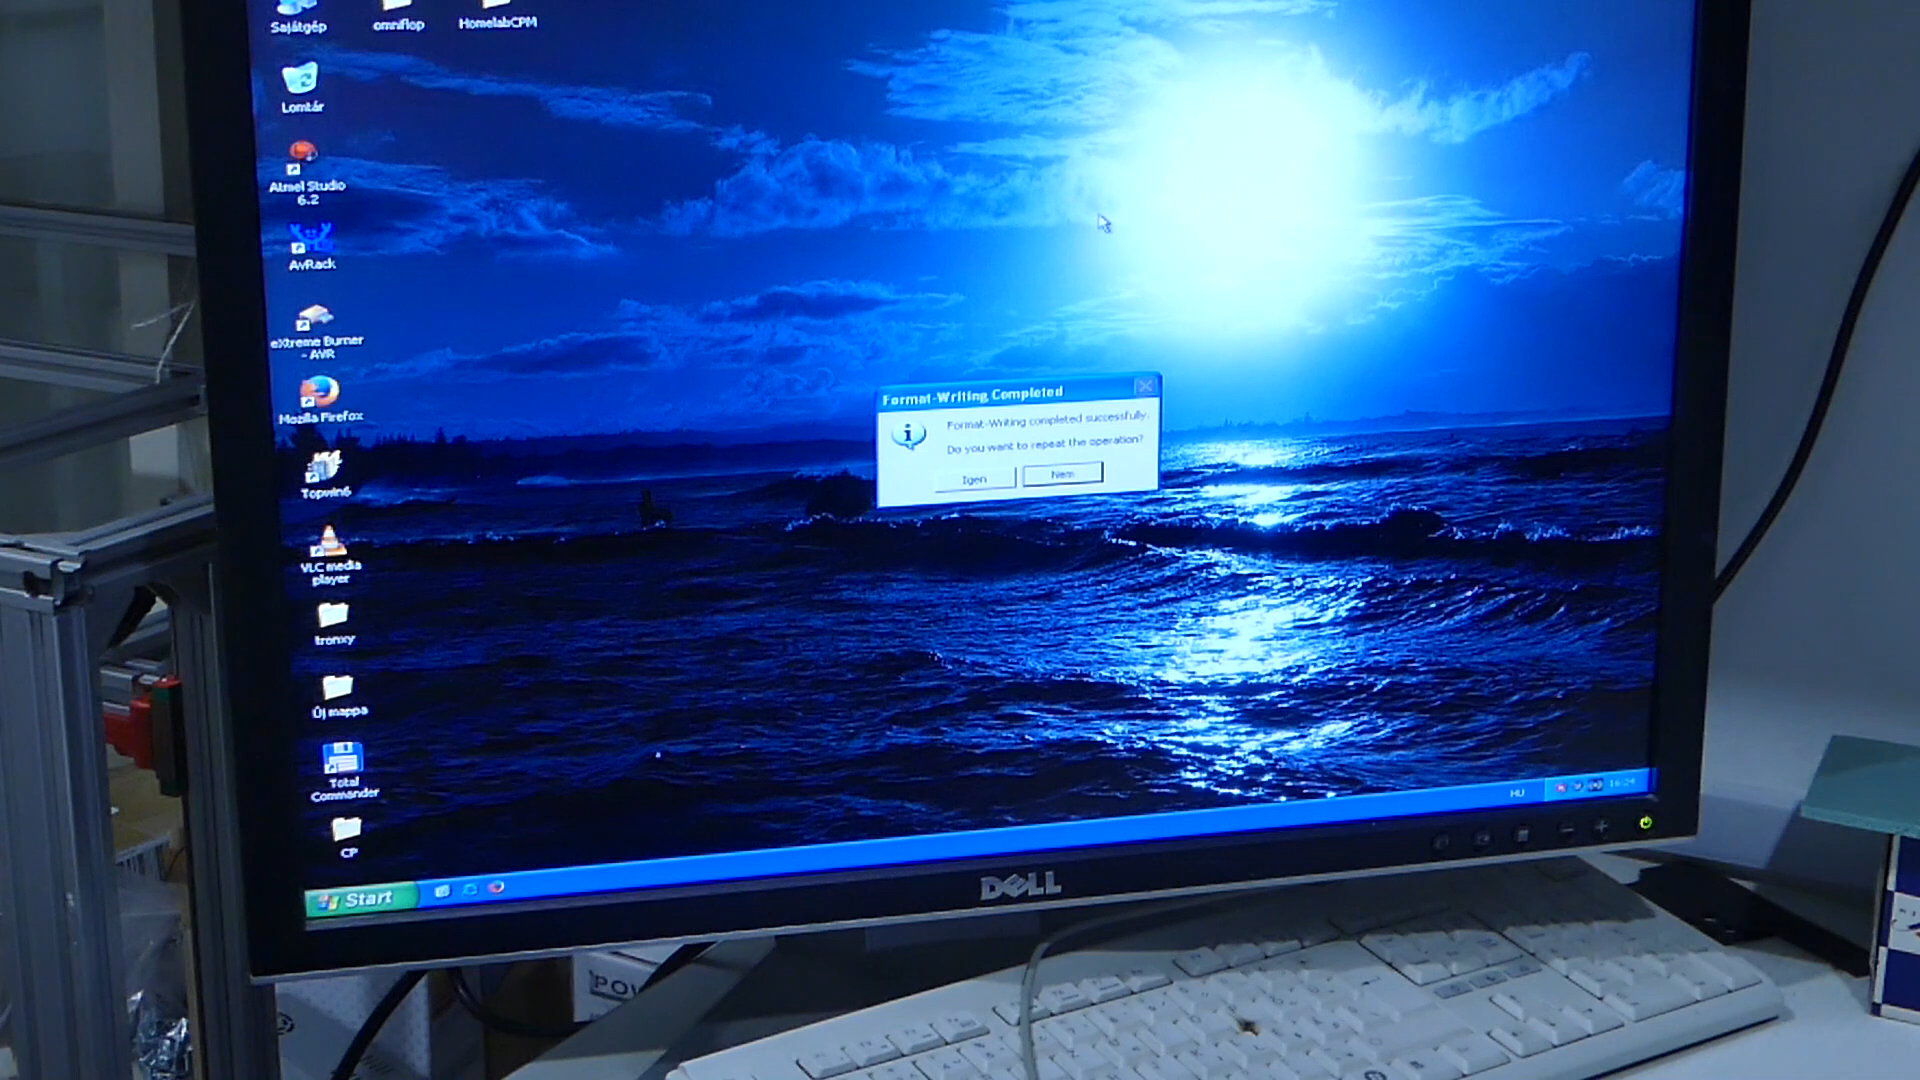 Sajátgép
omniflop
HomelabCPM
Lomtár
Atmel Studio
6.2
AvRack
eXtreme Burner
- AVR
Mozilla Firefox
Topwin6
VLC media
player
tronxy
Új mappa
Total
Commander
CP
Format-Writing Completed
Format-Writing completed successfully.
Do you want to repeat the operation?
Igen
Nem
HU
16:24
Start
DELL